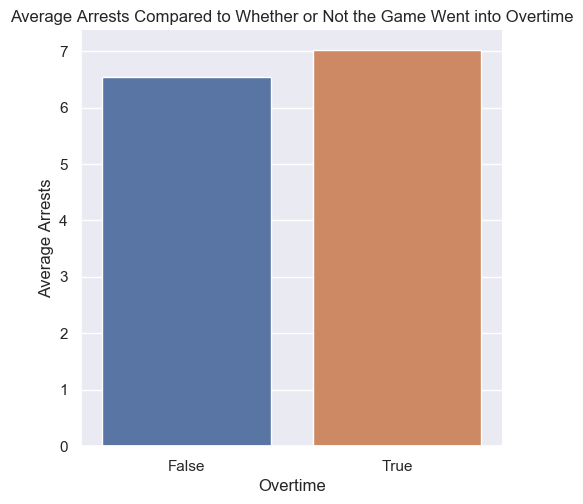 Average Arrests Compared to Whether or Not the Game Went into Overtime
7
6
5
4
3
2
1
0
Average Arrests
False True
Overtime